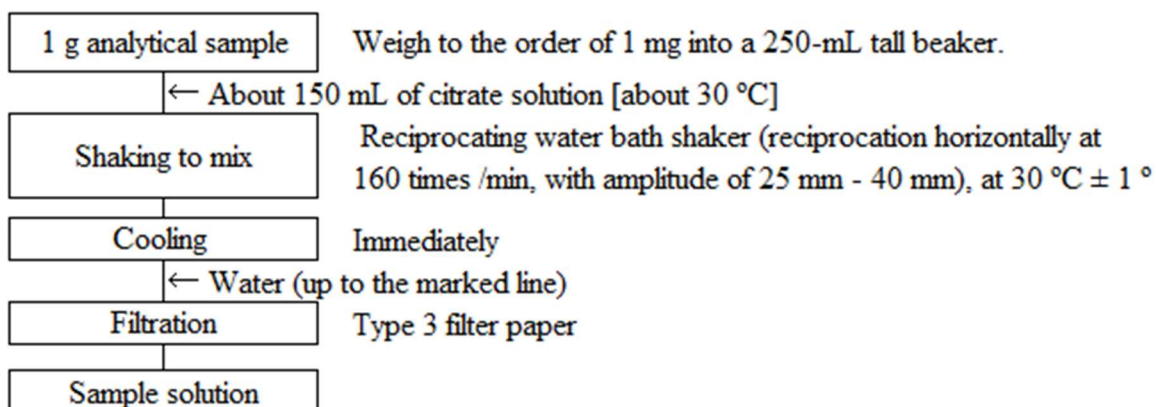 1 g analytical sample Weigh to the order of 1 mg into a 250-mL tall beaker.
← About 150 mL of citrate solution [about 30 ºC]
Reciprocating water bath shaker (reciprocation horizontally at
Shaking to mix
160 times /min, with amplitude of 25 mm - 40 mm), at 30 ºC ± 1 º
Cooling Immediately
← Water (up to the marked line)
Filtration Type 3 filter paper
Sample solution